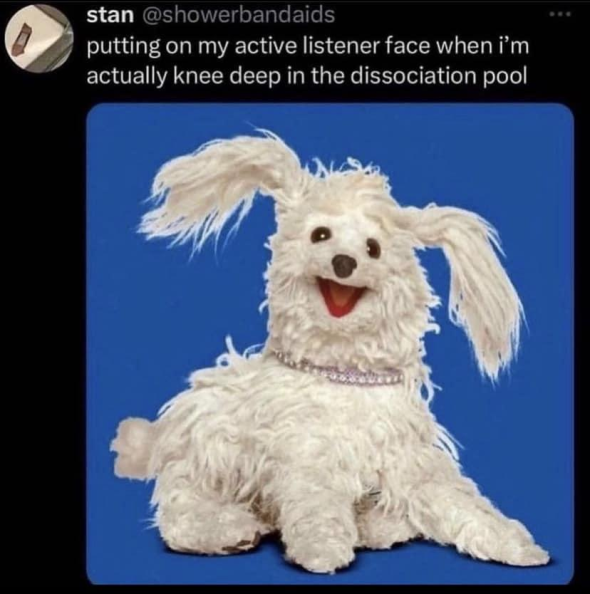 stan @showerbandaids
putting on my active listener face when i’m
actually knee deep in the dissociation pool